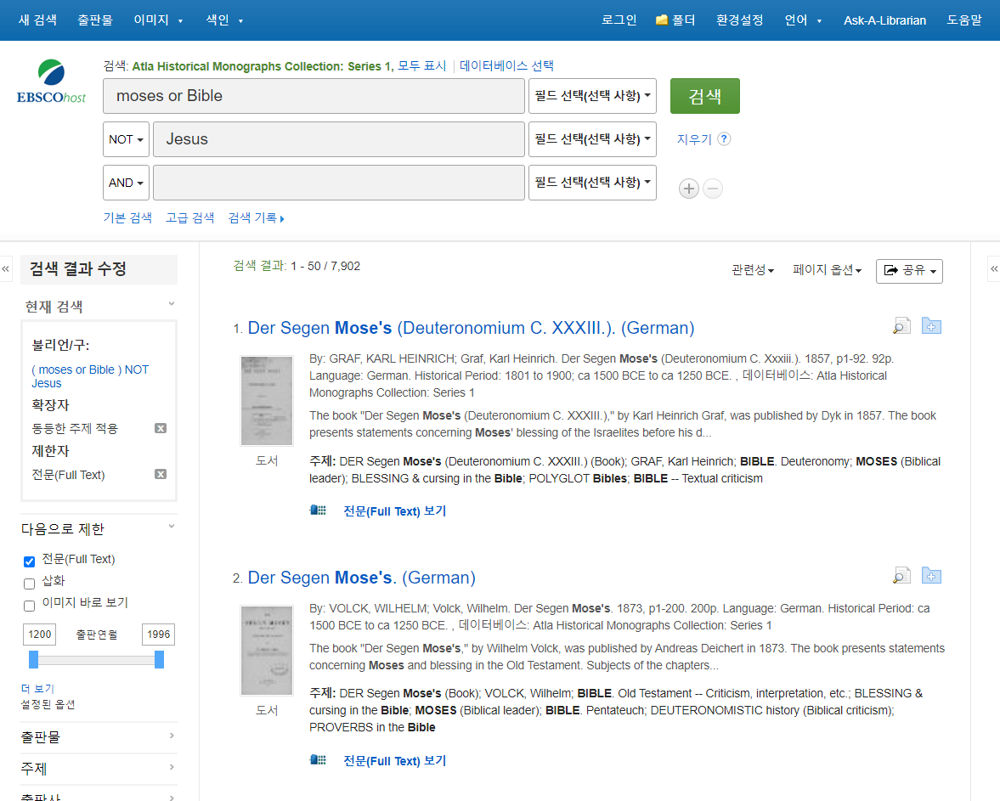 새 검색 출판물 이미지 색인 로그인 폴더 환경설정 언어 Ask-A-Librarian 도움말
검색: Atla Historical Monographs Collection: Series 1, 모두 표시 데이터베이스 선택
EBSCOhost
moses or Bible 필드 선택(선택 사항) 검색
NOT Jesus 필드 선택(선택 사항) 지우기 ?
AND 필드 선택(선택 사항)
기본 검색 고급 검색 검색 기록
검색 결과 수정
현재 검색
불리언/구:
( moses or Bible ) NOT
Jesus
확장자
동등한 주제 적용
제한자
전문(Full Text)
다음으로 제한
전문(Full Text)
삽화
이미지 바로 보기
1200 출판연월 1996
더 보기
설정된 옵션
출판물
주제
출판사
검색 결과: 1 - 50 / 7,902 관련성 페이지 옵션 공유
1. Der Segen Mose's (Deuteronomium C. XXXIII.). (German)
By: GRAF, KARL HEINRICH; Graf, Karl Heinrich. Der Segen Mose's (Deuteronomium C. Xxxiii.). 1857, p1-92. 92p.
Language: German. Historical Period: 1801 to 1900; ca 1500 BCE to ca 1250 BCE. , 데이터베이스: Atla Historical
Monographs Collection: Series 1
The book "Der Segen Mose's (Deuteronomium C. XXXIII.)," by Karl Heinrich Graf, was published by Dyk in 1857. The book
presents statements concerning Moses' blessing of the Israelites before his d...
도서
주제: DER Segen Mose's (Deuteronomium C. XXXIII.) (Book); GRAF, Karl Heinrich; BIBLE. Deuteronomy; MOSES (Biblical
leader); BLESSING & cursing in the Bible; POLYGLOT Bibles; BIBLE -- Textual criticism
전문(Full Text) 보기
2. Der Segen Mose's. (German)
By: VOLCK, WILHELM; Volck, Wilhelm. Der Segen Mose's. 1873, p1-200. 200p. Language: German. Historical Period: ca
1500 BCE to ca 1250 BCE. , 데이터베이스: Atla Historical Monographs Collection: Series 1
The book "Der Segen Mose's," by Wilhelm Volck, was published by Andreas Deichert in 1873. The book presents statements
concerning Moses and blessing in the Old Testament. Subjects of the chapters...
도서
주제: DER Segen Mose's (Book); VOLCK, Wilhelm; BIBLE. Old Testament -- Criticism, interpretation, etc.; BLESSING &
cursing in the Bible; MOSES (Biblical leader); BIBLE. Pentateuch; DEUTERONOMISTIC history (Biblical criticism);
PROVERBS in the Bible
전문(Full Text) 보기